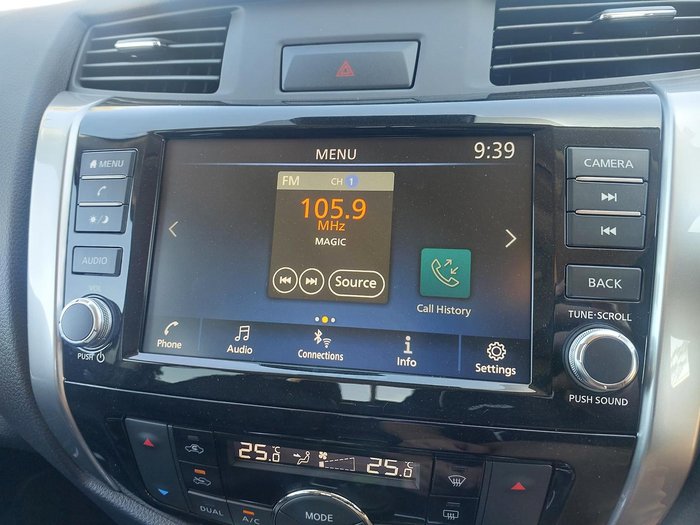 MENU
MENU 9:39
CAMERA
FM CH 1
105.9
MHz
MAGIC
Source
Call History
AUDIO
BACK
VOL
TUNE·SCROLL
Phone Audio Connections Info Settings
PUSH
PUSH SOUND
25.0 25.0
DUAL A/C MODE